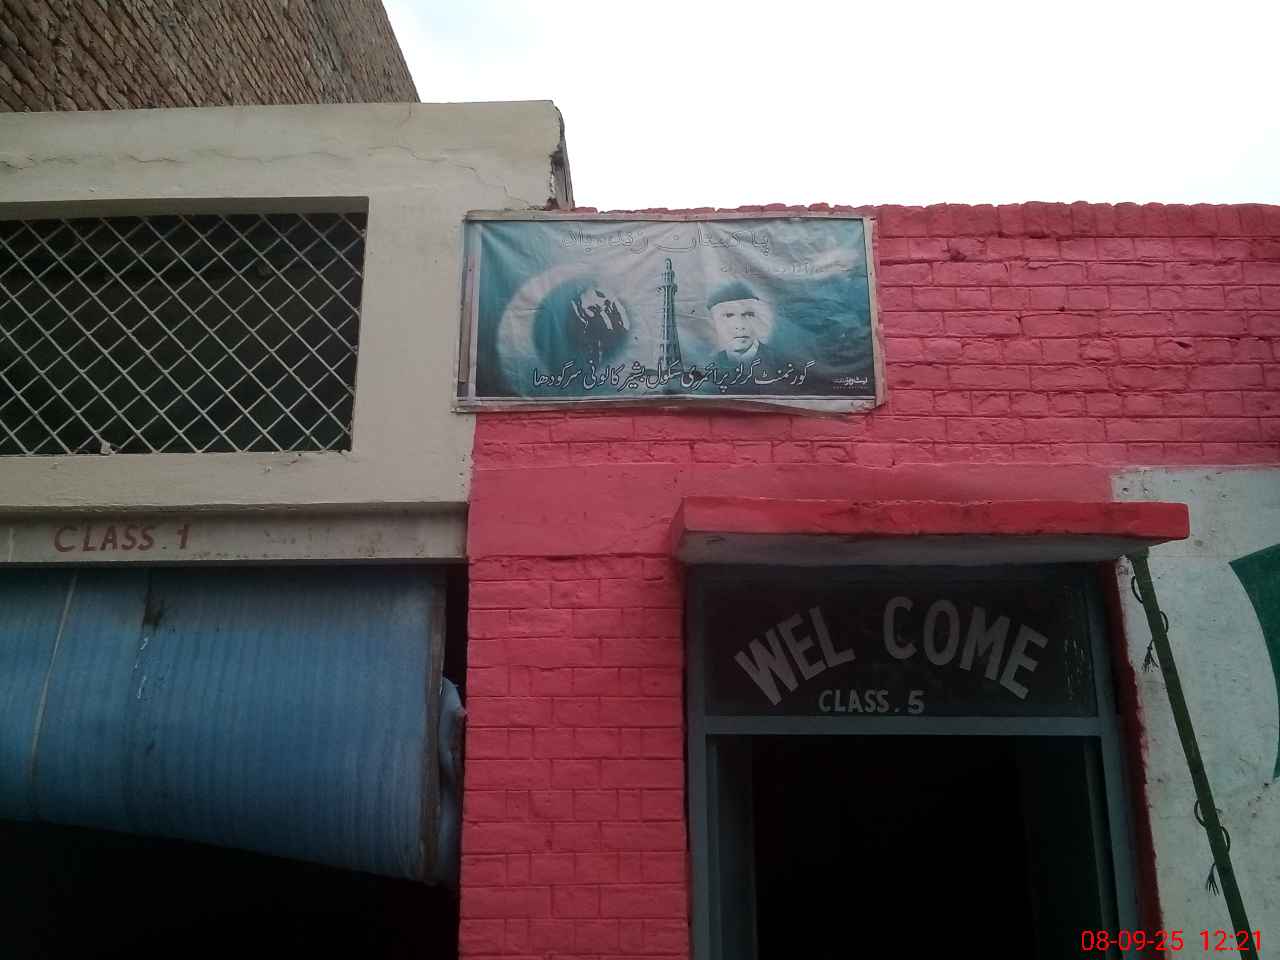 پاکستان زندہ باد
گورنمنٹ گرلز پرائمری سکول بشیر کالونی سرگودھا
CLASS.1
WEL COME
CLASS.5
08-09-25 12:21